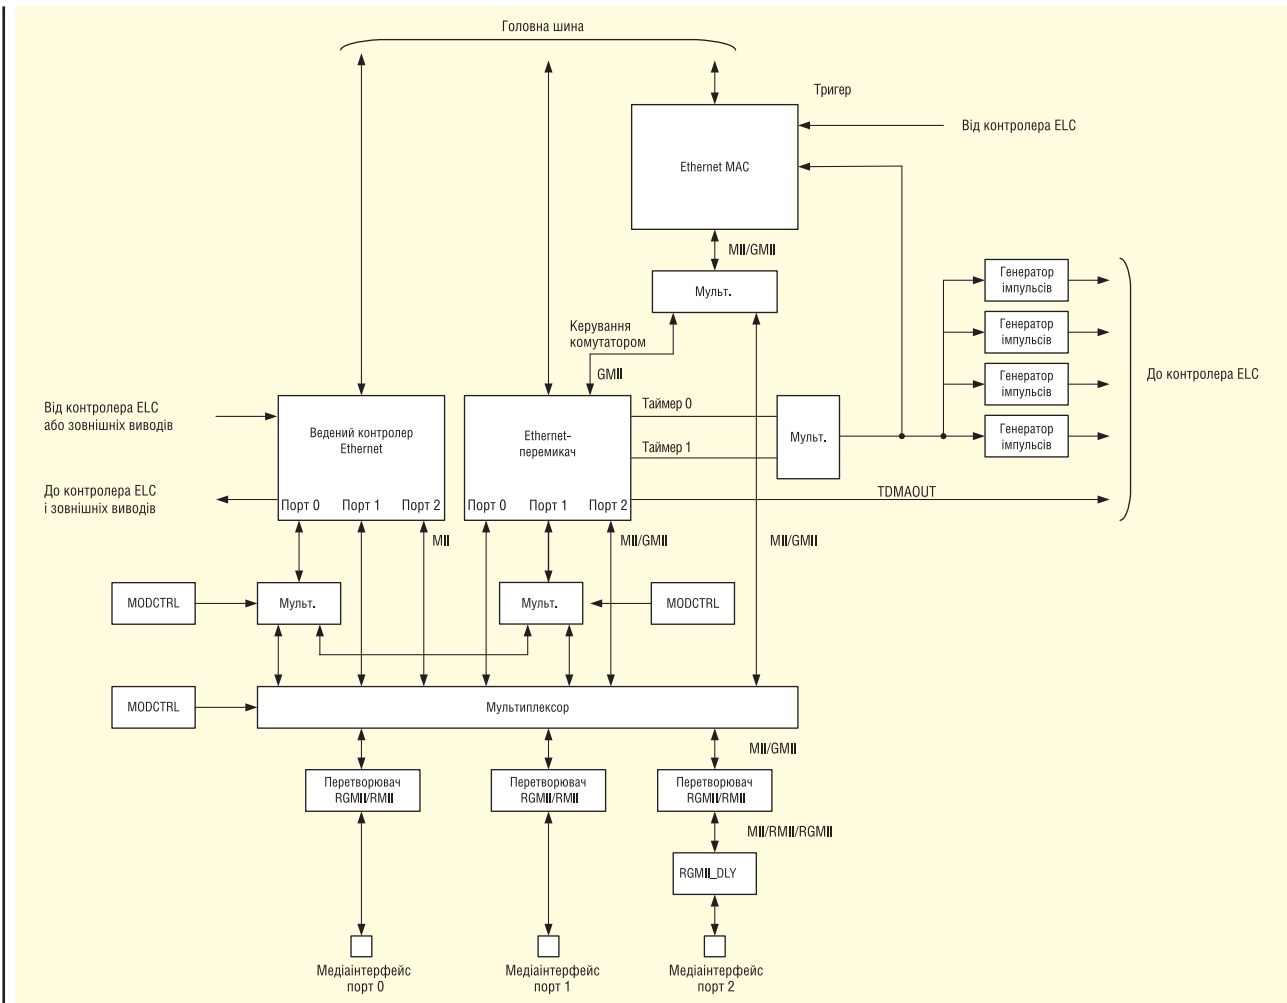 Головна шина
Тригер
Від контролера ELC
Ethernet MAC
MII/GMII
Мульт.
Генератор
імпульсів
Генератор
імпульсів
Генератор
імпульсів
Генератор
імпульсів
До контролера ELC
Керування
комутатором
GMII
Від контролера ELC
або зовнішніх виводів
Ведений контролер
Ethernet
Ethernet-
перемикач
Таймер 0
Таймер 1
Мульт.
До контролера ELC
і зовнішніх виводів
Порт 0 Порт 1 Порт 2
Порт 0 Порт 1 Порт 2
TDMAOUT
MII
MII/GMII
MII/GMII
MODCTRL
Мульт.
Мульт.
MODCTRL
MODCTRL
Мультиплексор
MII/GMII
Перетворювач
RGMII/RMII
Перетворювач
RGMII/RMII
Перетворювач
RGMII/RMII
MII/RMII/RGMII
RGMII_DLY
Медіаінтерфейс
порт 0
Медіаінтерфейс
порт 1
Медіаінтерфейс
порт 2